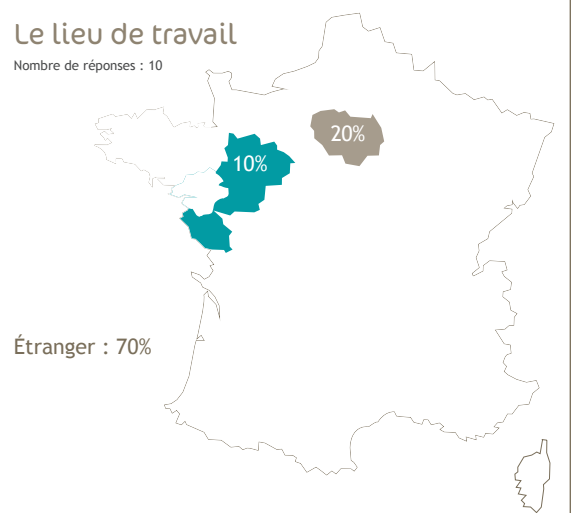 Le lieu de travail
Nombre de réponses : 10
20%
10%
Étranger : 70%